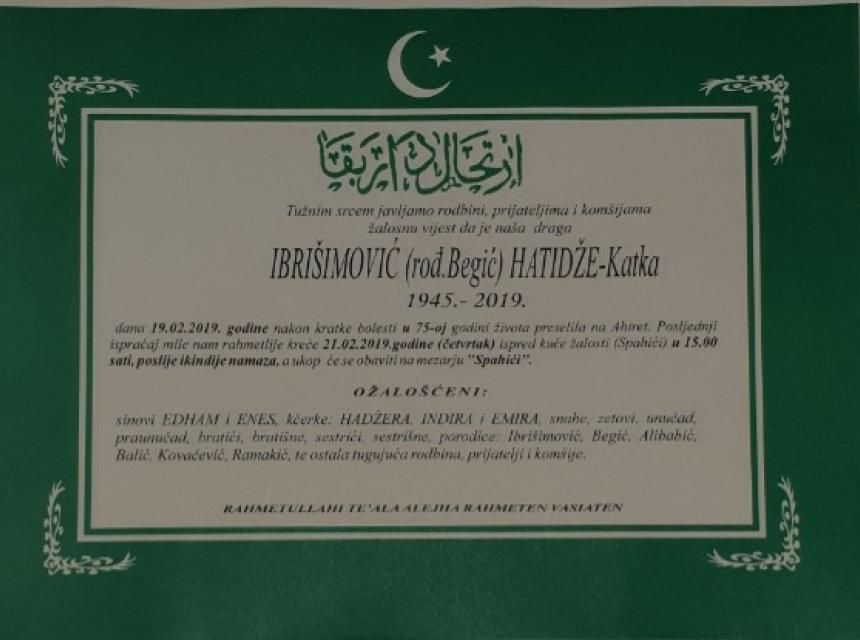 ارتحال دار بقا
Tužnim srcem javljamo rodbini, prijateljima i komšijama
žalosnu vijest da je naša draga
IBRIŠIMOVIĆ (rođ.Begić) HATIDŽE-Katka
1945.- 2019.
dana 19.02.2019. godine nakon kratke bolesti u 75-oj godini života preselila na Ahiret. Posljednji
ispraćaj mile nam rahmetlije kreće 21.02.2019.godine (četvrtak) ispred kuće žalosti (Spahići) u 15.00
sati, poslije ikindije namaza, a ukop će se obaviti na mezarju "Spahići".
OŽALOŠĆENI:
sinovi EDHAM i ENES, kćerke: HADŽERA, INDIRA i EMIRA, snahe, zetovi, unučad,
praunučad, bratići, bratišne, sestrići, sestrišne, porodice: Ibrišimović, Begić, Alibabić,
Balić, Kovačević, Ramakić, te ostala tugujuća rodbina, prijatelji i komšije.
RAHMETULLAHI TE'ALA ALEJHA RAHMETEN VASIATEN